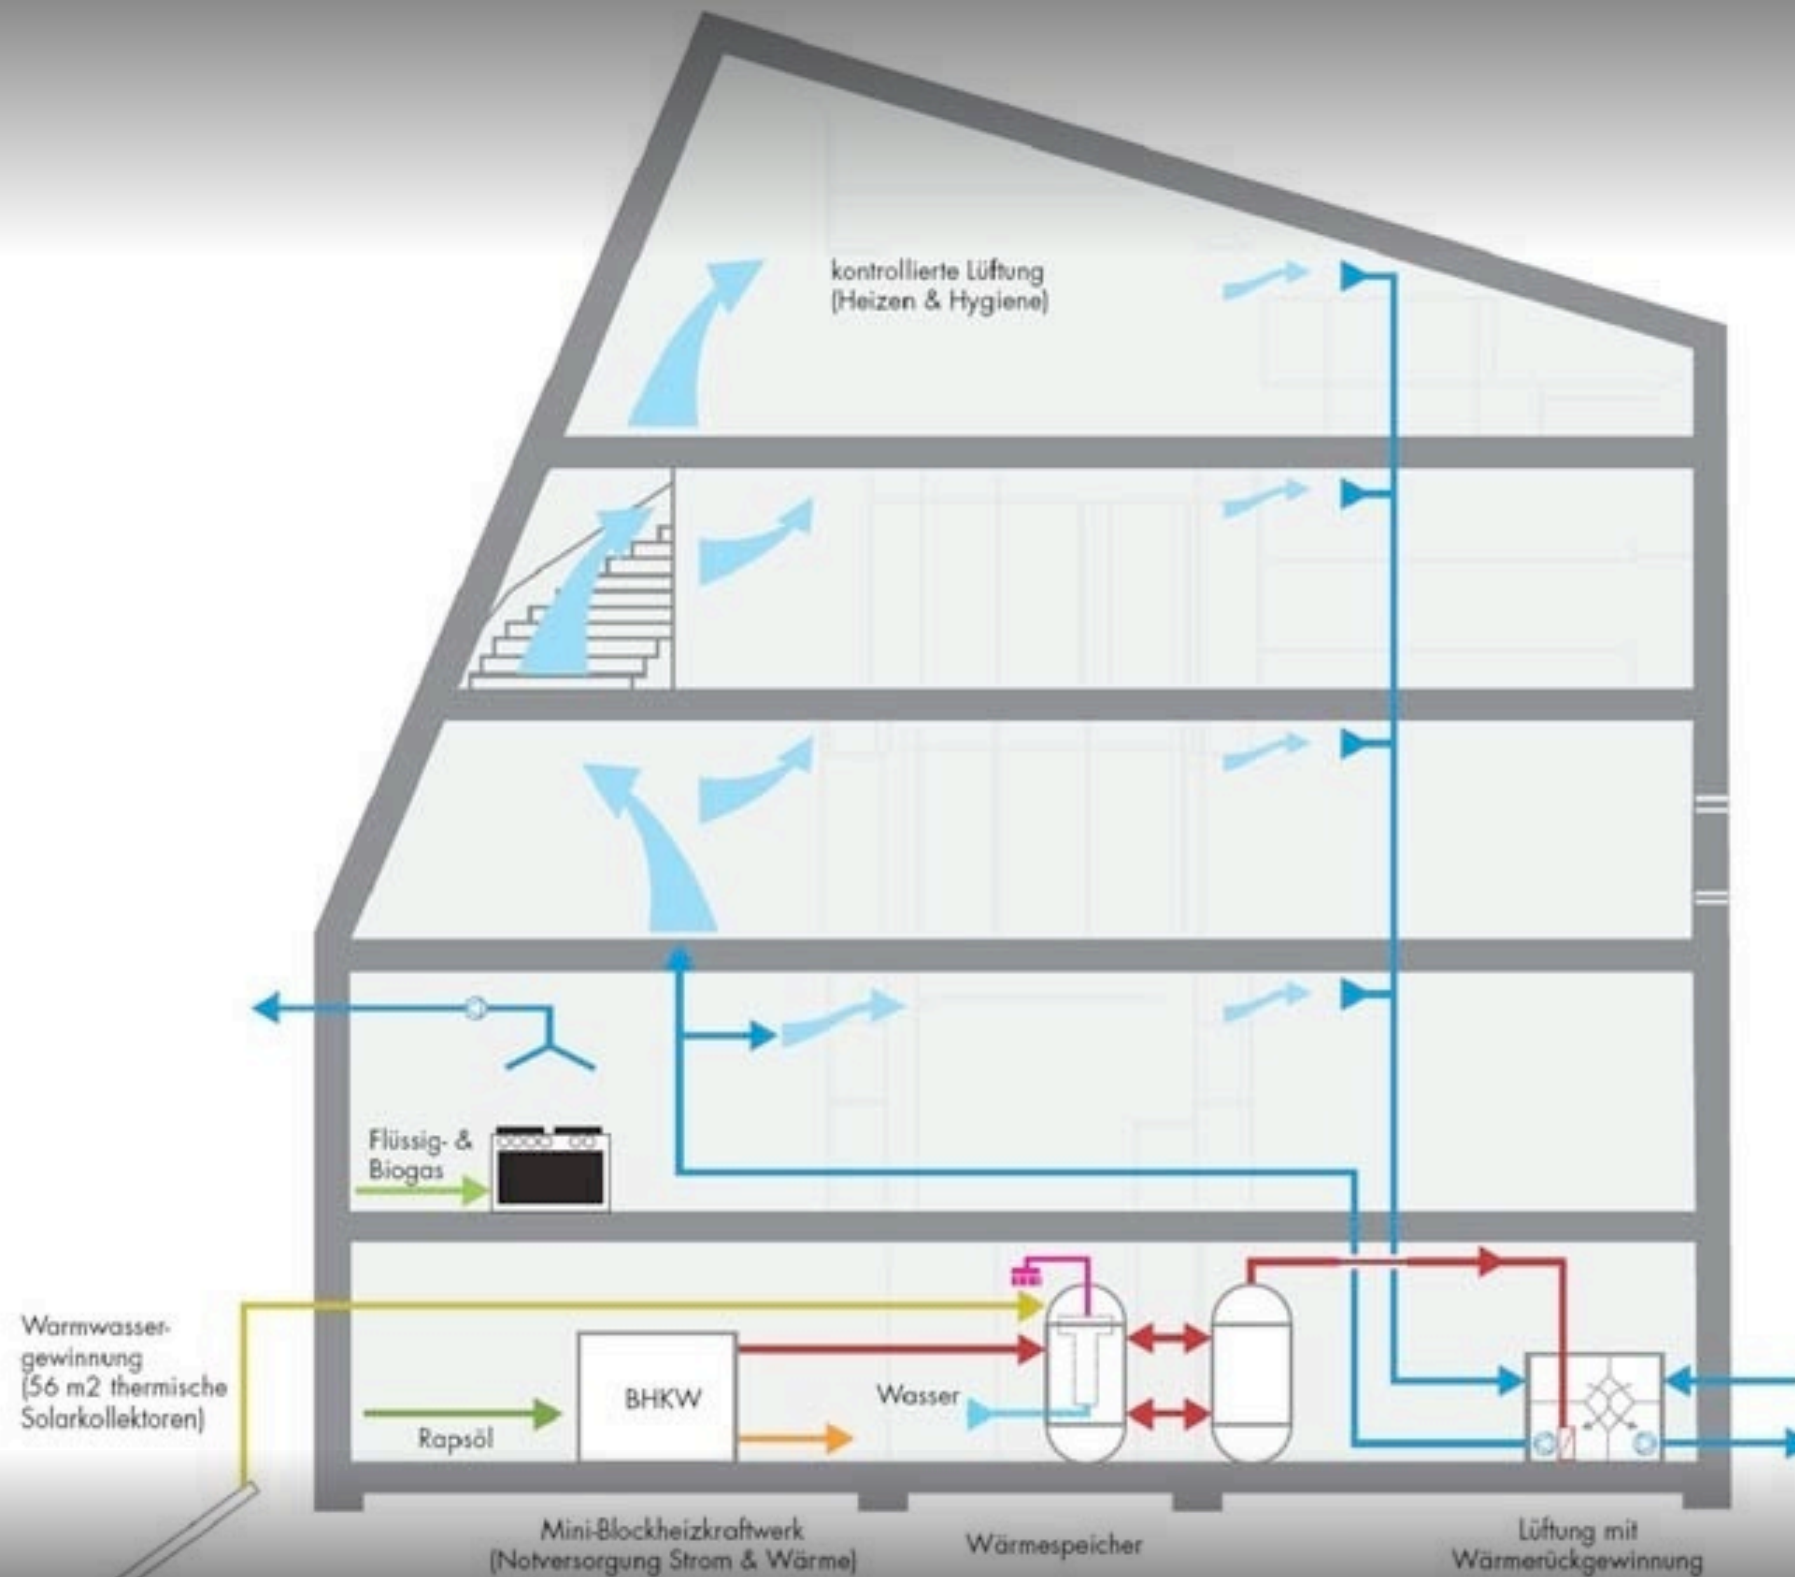 kontrollierte Lüftung
(Heizen & Hygiene)
Flüssig- &
Biogas
Warmwasser-
gewinnung
(56 m2 thermische
Solarkollektoren)
BHKW
Wasser
Rapsöl
Mini-Blockheizkraftwerk
(Notversorgung Strom & Wärme)
Wärmespeicher
Lüftung mit
Wärmerückgewinnung